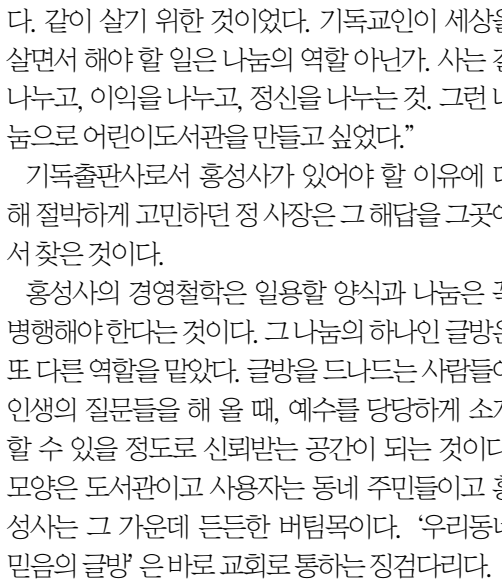 다. 같이 살기 위한 것이었다. 기독교인이 세상을
살면서 해야 할 일은 나눔의 역할 아닌가. 사는 
나누고, 이익을 나누고, 정신을 나누는 것. 그런 나
눔으로 어린이도서관을 만들고 싶었다.”
기독출판사로서 홍성사가 있어야 할 이유에 대
해 절박하게 고민하던 정 사장은 그 해답을 그곳에
서 찾은 것이다.
홍성사의 경영철학은 일용할 양식과 나눔은 
병행해야 한다는 것이다. 그 나눔의 하나인 글방은
또 다른 역할을 맡았다. 글방을 드나드는 사람들이
인생의 질문들을 해 올 때, 예수를 당당하게 소개
할 수 있을 정도로 신뢰받는 공간이 되는 것이다.
모양은 도서관이고 사용자는 동네 주민들이고 홍
성사는 그 가운데 든든한 버팀목이다. ‘우리동네
믿음의 글방’ 은 바로 교회로 통하는 징검다리다.